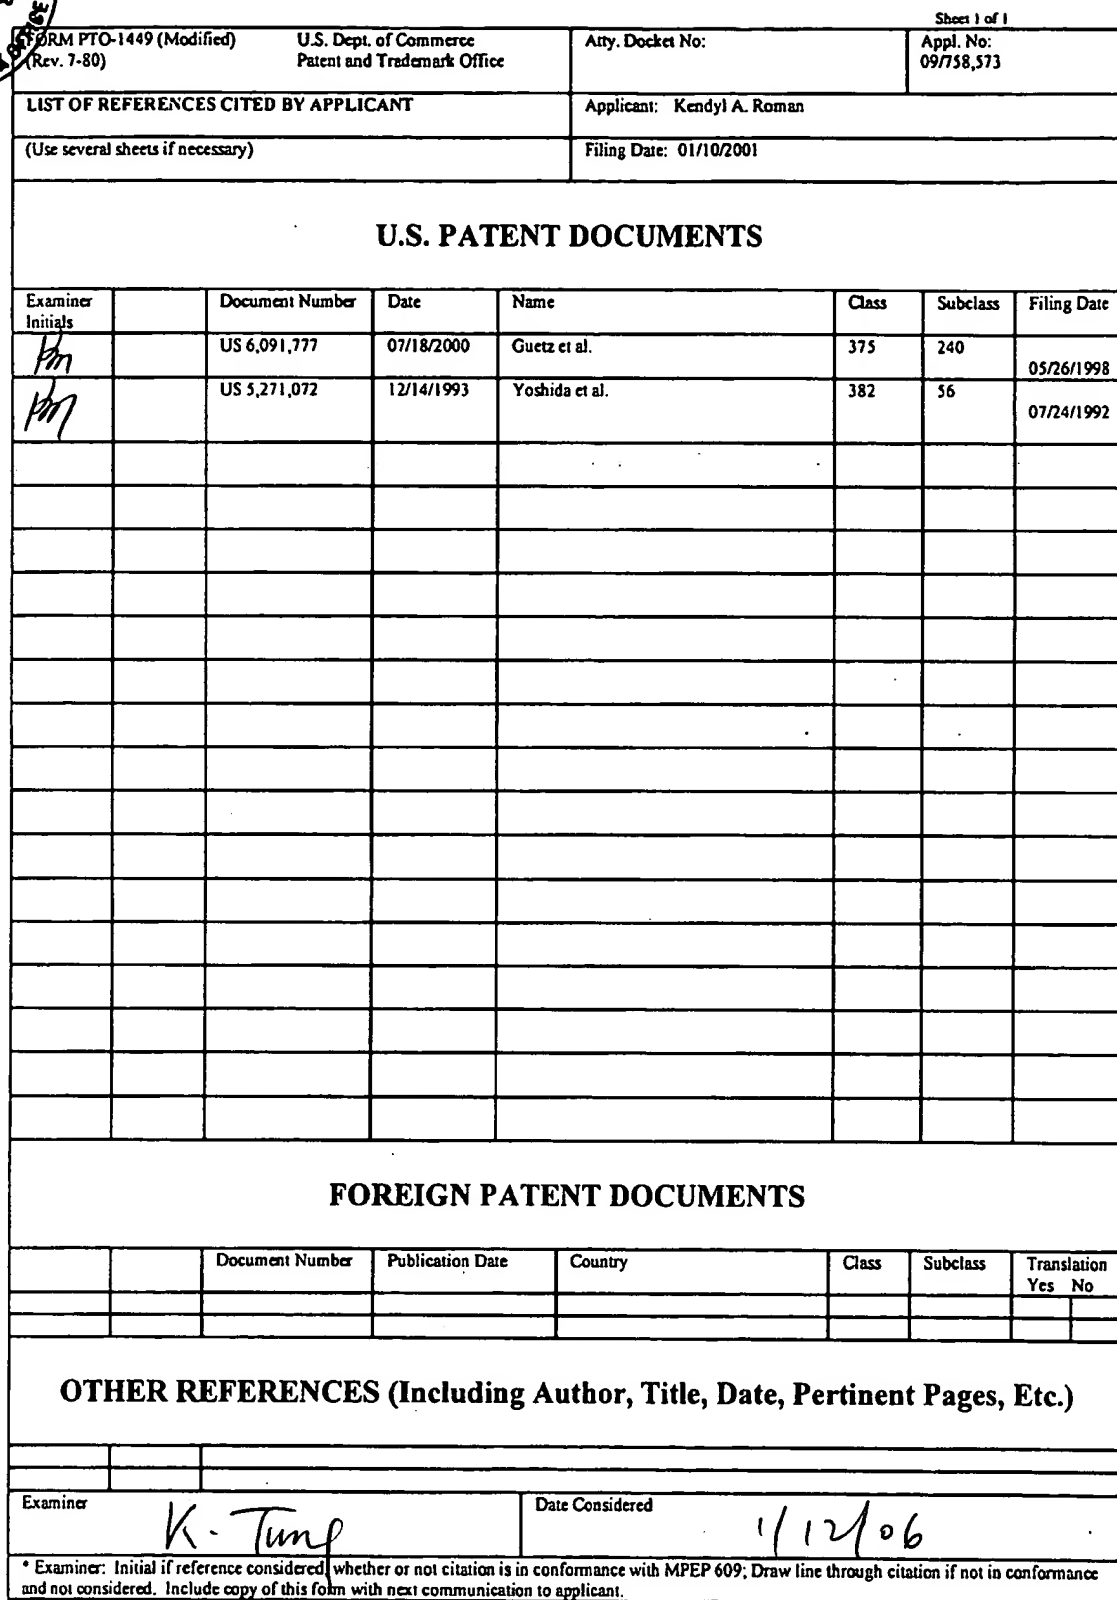 Sheet 1 of 1
FORM PTO-1449 (Modified) U.S. Dept. of Commerce Atty. Docket No: Appl. No:
(Rev. 7-80) Patent and Trademark Office 09/758,573
LIST OF REFERENCES CITED BY APPLICANT Applicant: Kendyl A. Roman
(Use several sheets if necessary) Filing Date: 01/10/2001
U.S. PATENT DOCUMENTS
Examiner Document Number Date Name Class Subclass Filing Date
Initials
US 6,091,777 07/18/2000 Guetz et al. 375 240
05/26/1998
US 5,271,072 12/14/1993 Yoshida et al. 382 56
07/24/1992
FOREIGN PATENT DOCUMENTS
Document Number Publication Date Country Class Subclass Translation
Yes No
OTHER REFERENCES (Including Author, Title, Date, Pertinent Pages, Etc.)
Examiner Date Considered
K. Tung 1/12/06
* Examiner: Initial if reference considered, whether or not citation is in conformance with MPEP 609; Draw line through citation if not in conformance
and not considered. Include copy of this form with next communication to applicant.